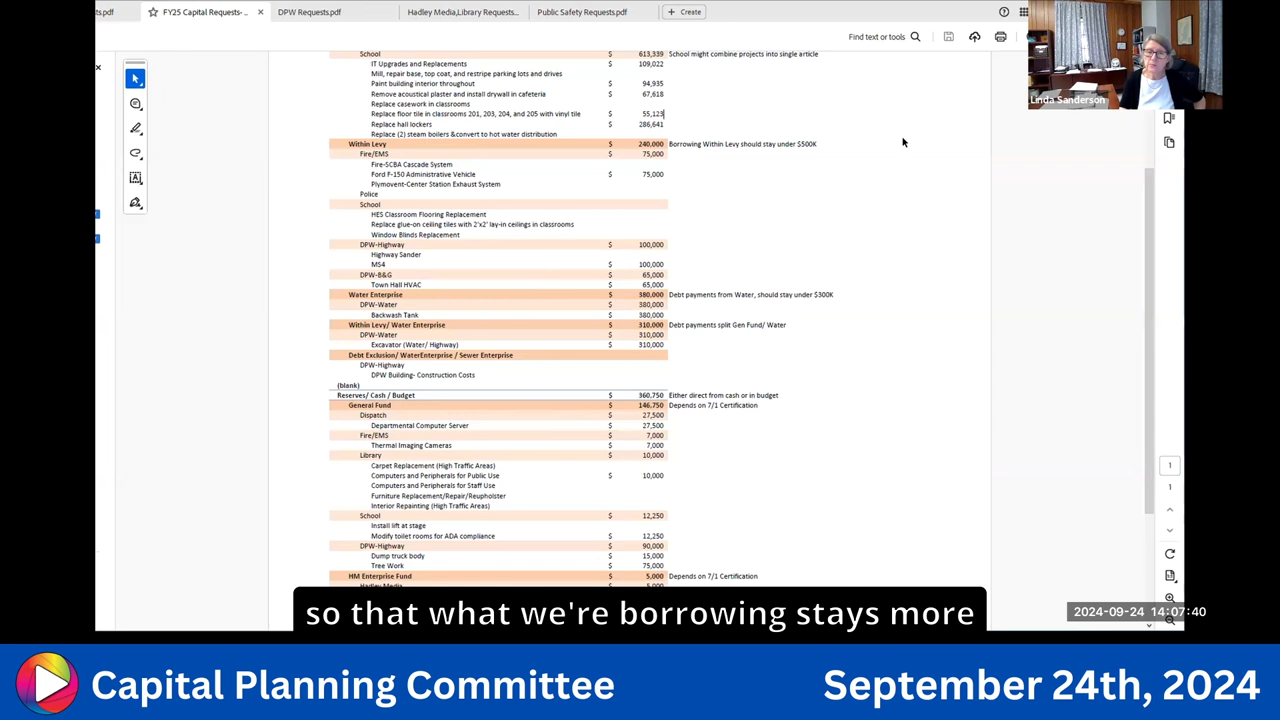 ts.pdf
FY25 Capital Requests-
DPW Requests.pdf
Hadley Media,Library Requests...
Public Safety Requests.pdf
Create
Find text or tools
School $ 613,339 School might combine projects into single article
IT Upgrades and Replacements $ 109,022
Mill, repair base, top coat, and restripe parking lots and drives
Paint building interior throughout $ 94,935
Remove acoustical plaster and install drywall in cafeteria $ 67,618
Replace casework in classrooms
Replace floor tile in classrooms 201, 203, 204, and 205 with vinyl tile $ 55,123
Replace hall lockers $ 286,641
Replace (2) steam boilers &convert to hot water distribution
Within Levy $ 240,000 Borrowing Within Levy should stay under $500K
Fire/EMS $ 75,000
Fire-SCBA Cascade System
Ford F-150 Administrative Vehicle $ 75,000
Plymovent-Center Station Exhaust System
Police
School
HES Classroom Flooring Replacement
Replace glue-on ceiling tiles with 2'x2' lay-in ceilings in classrooms
Window Blinds Replacement
DPW-Highway $ 100,000
Highway Sander
MS4 $ 100,000
DPW-B&G $ 65,000
Town Hall HVAC $ 65,000
Water Enterprise $ 380,000 Debt payments from Water, should stay under $300K
DPW-Water $ 380,000
Backwash Tank $ 380,000
Within Levy/ Water Enterprise $ 310,000 Debt payments split Gen Fund/ Water
DPW-Water $ 310,000
Excavator (Water/ Highway) $ 310,000
Debt Exclusion/ WaterEnterprise / Sewer Enterprise
DPW-Highway
DPW Building- Construction Costs
(blank)
Reserves/ Cash / Budget $ 360,750 Either direct from cash or in budget
General Fund $ 146,750 Depends on 7/1 Certification
Dispatch $ 27,500
Departmental Computer Server $ 27,500
Fire/EMS $ 7,000
Thermal Imaging Cameras $ 7,000
Library $ 10,000
Carpet Replacement (High Traffic Areas)
Computers and Peripherals for Public Use $ 10,000
Computers and Peripherals for Staff Use
Furniture Replacement/Repair/Reupholster
Interior Repainting (High Traffic Areas)
School $ 12,250
Install lift at stage
Modify toilet rooms for ADA compliance $ 12,250
DPW-Highway $ 90,000
Dump truck body $ 15,000
Tree Work $ 75,000
HM Enterprise Fund $ 5,000 Depends on 7/1 Certification
Linda Sanderson
1
1
so that what we're borrowing stays more
2024-09-24 14:07:40
Capital Planning Committee
September 24th, 2024